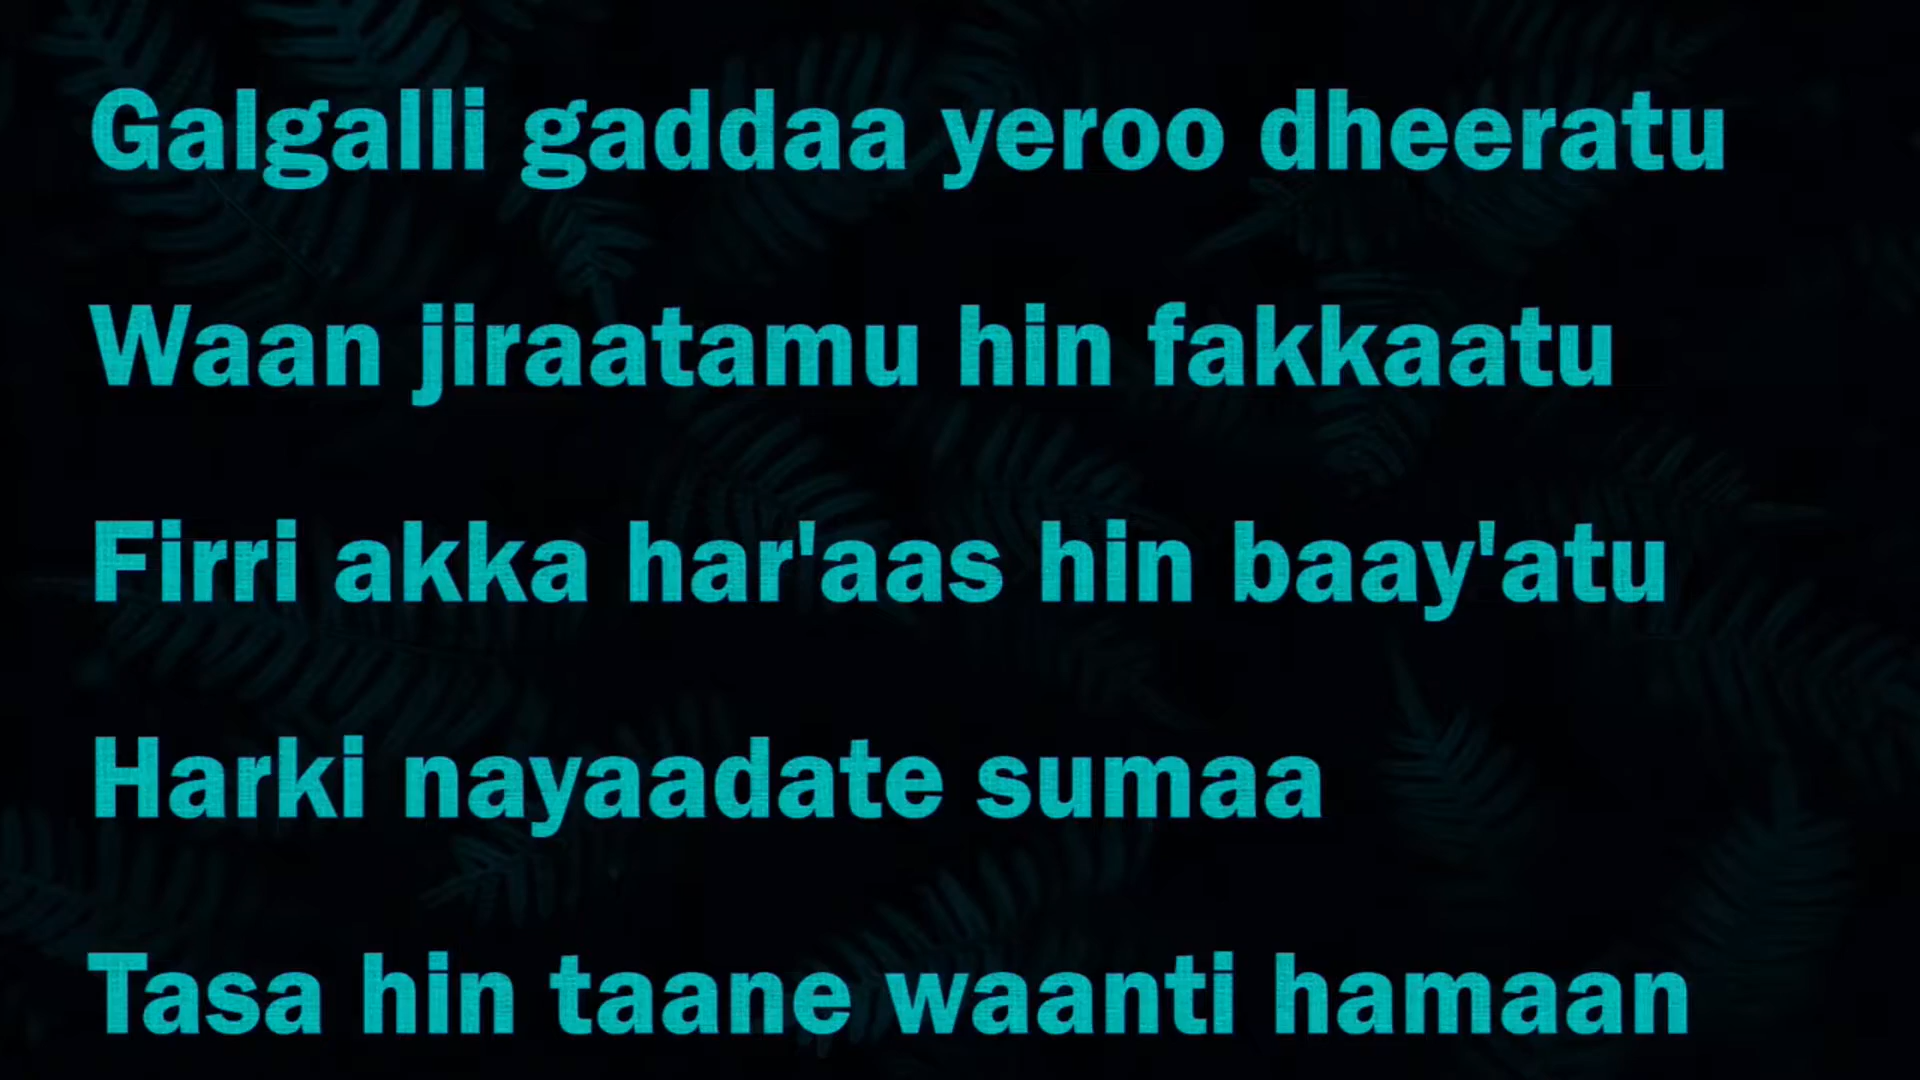 Galgalli gaddaa yeroo dheeratu
Waan jiraatamu hin fakkaatu
Firri akka har'aas hin baay'atu
Harki nayaadate sumaa
Tasa hin taane waanti hamaan